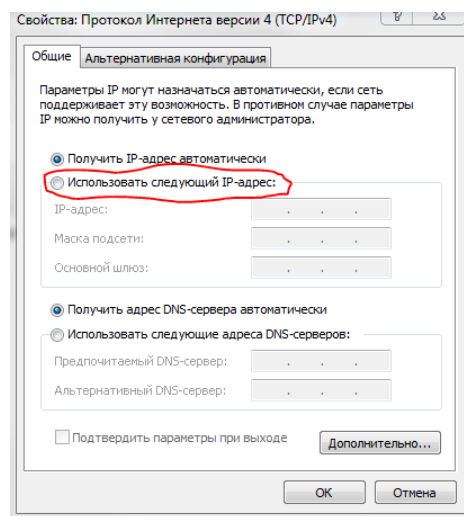 Свойства: Протокол Интернета версии 4 (TCP/IPv4)
Общие Альтернативная конфигурация
Параметры IP могут назначаться автоматически, если сеть
поддерживает эту возможность. В противном случае параметры
IP можно получить у сетевого администратора.
Получить IP-адрес автоматически
Использовать следующий IP-адрес:
IP-адрес:
Маска подсети:
Основной шлюз:
Получить адрес DNS-сервера автоматически
Использовать следующие адреса DNS-серверов:
Предпочитаемый DNS-сервер:
Альтернативный DNS-сервер:
Подтвердить параметры при выходе
Дополнительно...
ОК Отмена